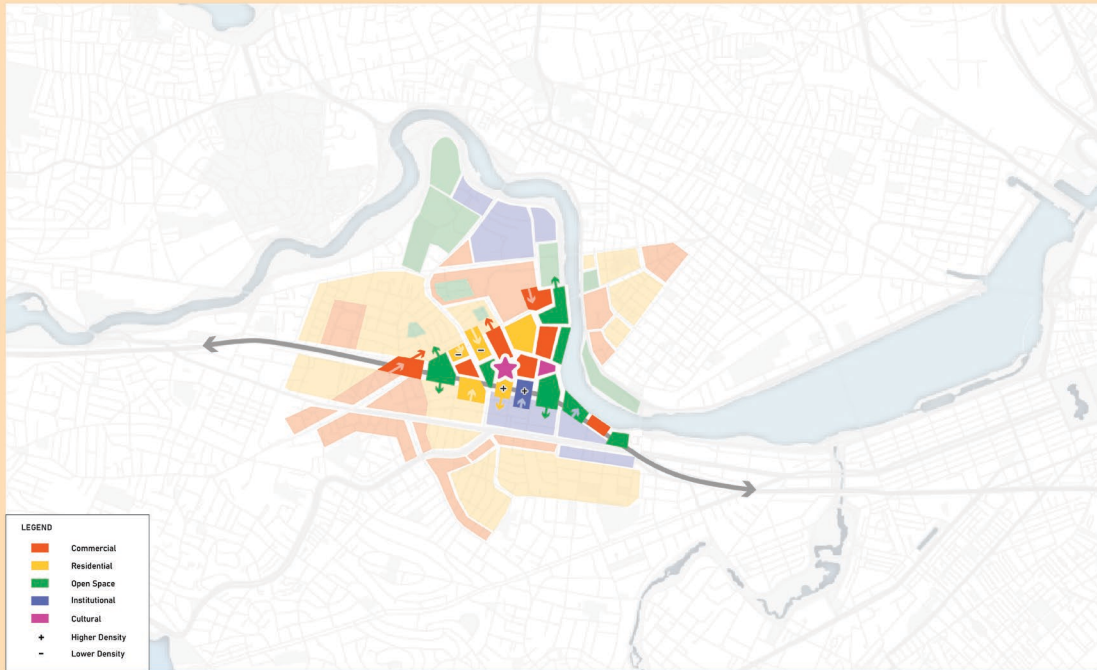 LEGEND
Commercial
Residential
Open Space
Institutional
Cultural
+ Higher Density
- Lower Density
-
-
+
+